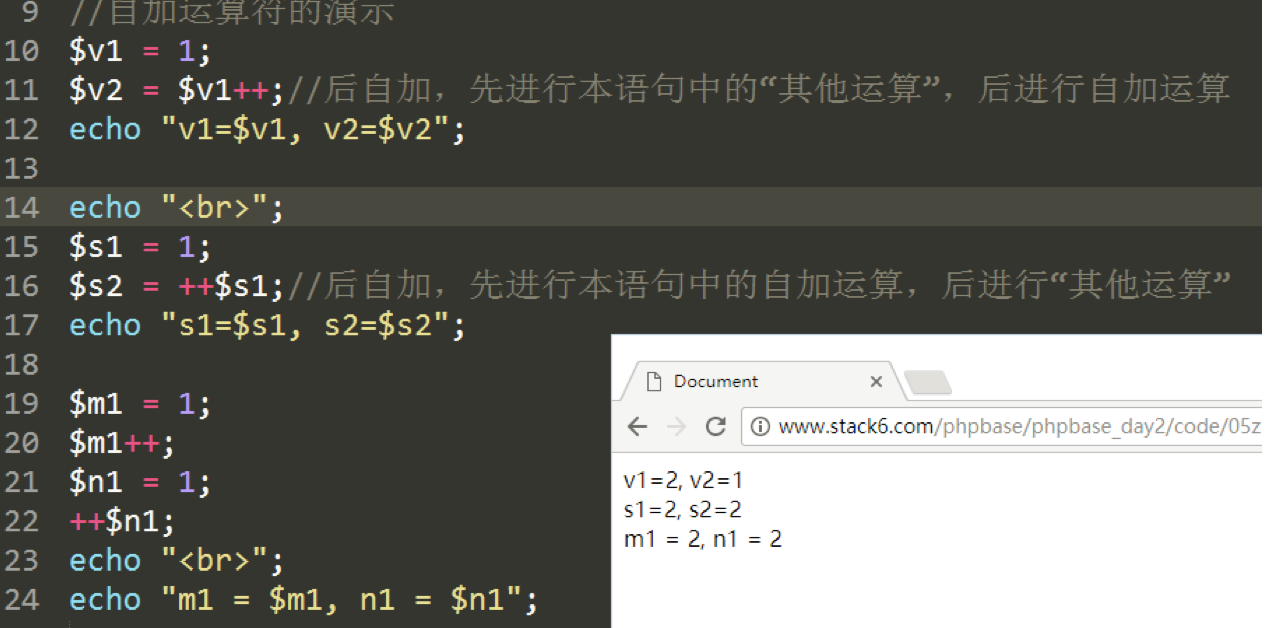 9 //自加运算符的演示
10 $v1 = 1;
11 $v2 = $v1++;//后自加，先进行本语句中的“其他运算”，后进行自加运算
12 echo "v1=$v1, v2=$v2";
13
14 echo "<br>";
15 $s1 = 1;
16 $s2 = ++$s1;//后自加，先进行本语句中的自加运算，后进行“其他运算”
17 echo "s1=$s1, s2=$s2";
18
19 $m1 = 1;
20 $m1++;
21 $n1 = 1;
22 ++$n1;
23 echo "<br>";
24 echo "m1 = $m1, n1 = $n1";
Document
www.stack6.com/phpbase/phpbase_day2/code/05z
v1=2, v2=1
s1=2, s2=2
m1 = 2, n1 = 2